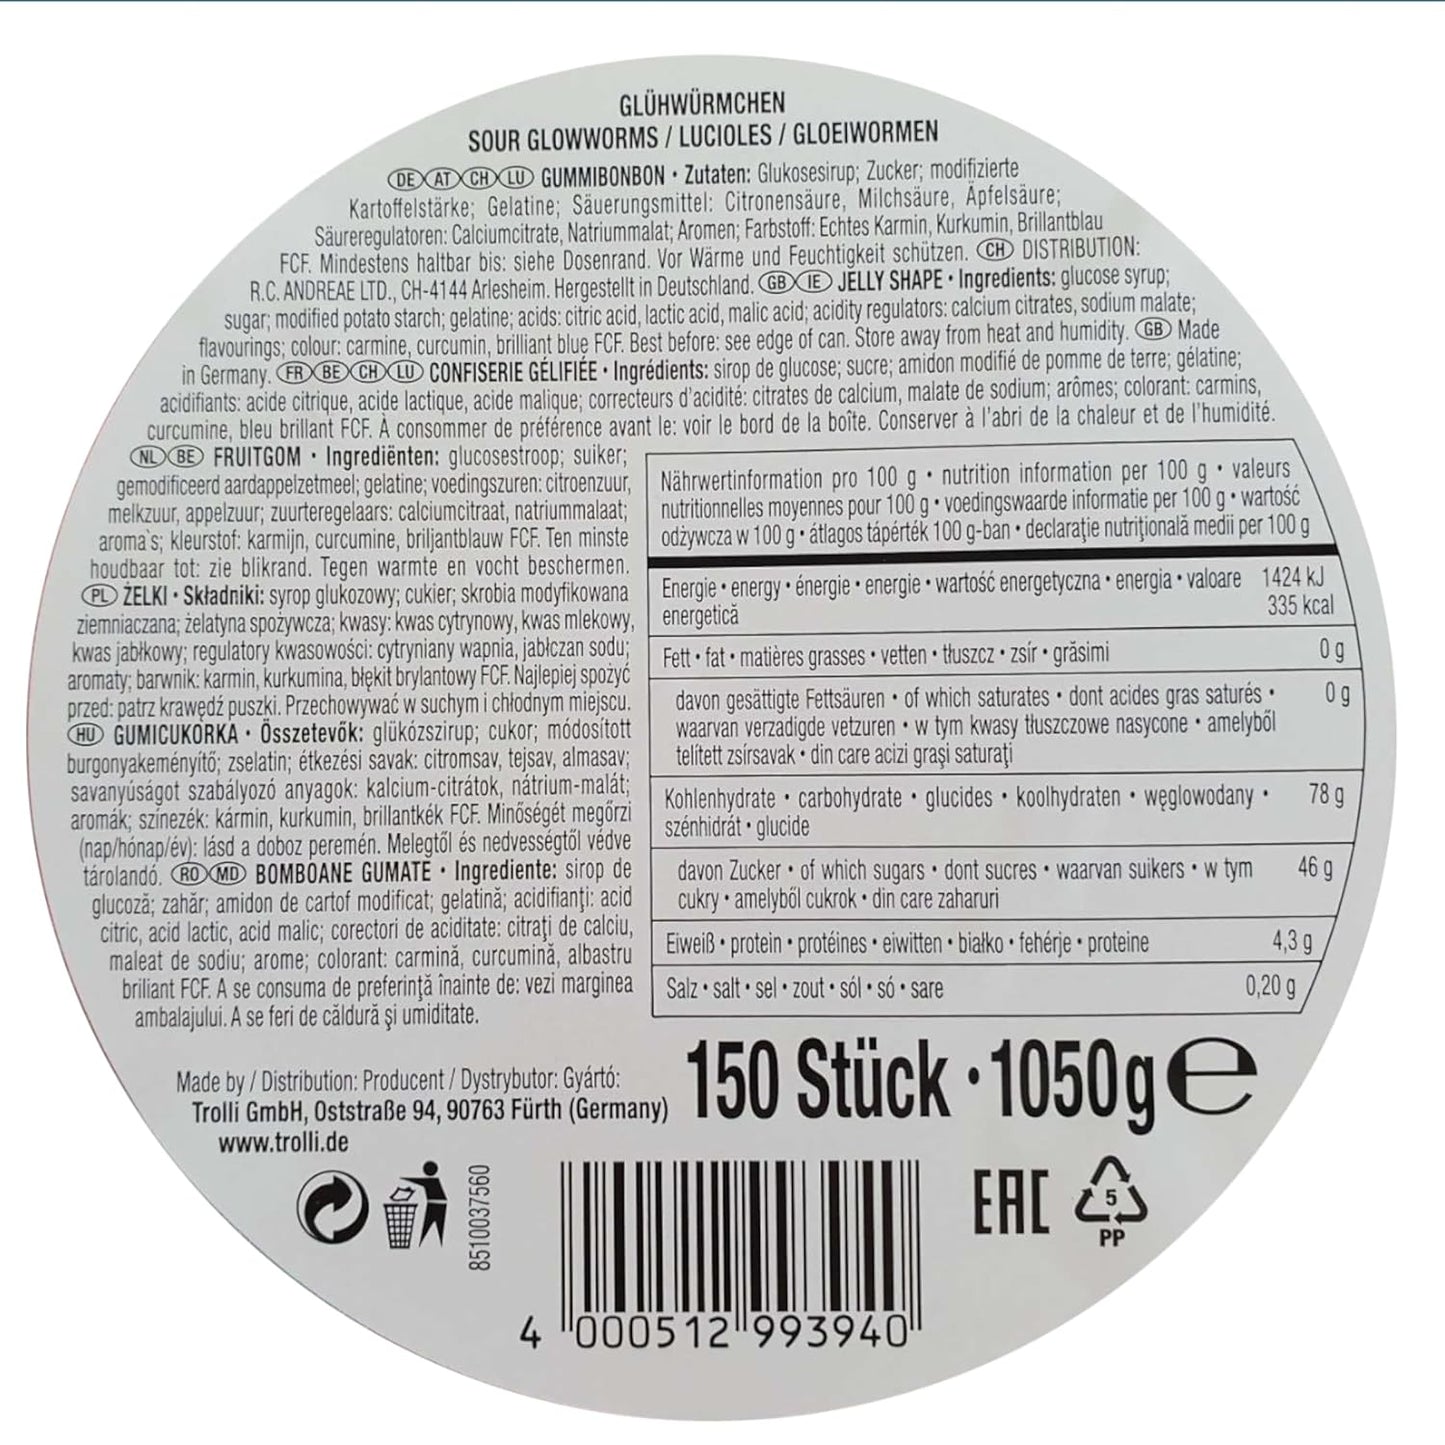 GLÜHWÜRMCHEN
SOUR GLOWWORMS / LUCIOLES / GLOEIWORMEN
DE AT CH LU GUMMIBONBON • Zutaten: Glukosesirup; Zucker; modifizierte
Kartoffelstärke; Gelatine; Säuerungsmittel: Citronensäure, Milchsäure, Äpfelsäure;
Säureregulatoren: Calciumcitrate, Natriummalat; Aromen; Farbstoff: Echtes Karmin, Kurkumin, Brillantblau
FCF. Mindestens haltbar bis: siehe Dosenrand. Vor Wärme und Feuchtigkeit schützen. CH DISTRIBUTION:
R.C. ANDREAE LTD., CH-4144 Arlesheim. Hergestellt in Deutschland. GB IE JELLY SHAPE • Ingredients: glucose syrup;
sugar; modified potato starch; gelatine; acids: citric acid, lactic acid, malic acid; acidity regulators: calcium citrates, sodium malate;
flavourings; colour: carmine, curcumin, brilliant blue FCF. Best before: see edge of can. Store away from heat and humidity. GB Made
in Germany. FR BE CH LU CONFISERIE GÉLIFIÉE • Ingrédients: sirop de glucose; sucre; amidon modifié de pomme de terre; gélatine;
acidifiants: acide citrique, acide lactique, acide malique; correcteurs d'acidité: citrates de calcium, malate de sodium; arômes; colorant: carmins,
curcumine, bleu brillant FCF. À consommer de préférence avant le: voir le bord de la boîte. Conserver à l'abri de la chaleur et de l'humidité.
NL BE FRUITGOM • Ingrediënten: glucosestroop; suiker;
gemodificeerd aardappelzetmeel; gelatine; voedingszuren: citroenzuur,
melkzuur, appelzuur; zuurteregelaars: calciumcitraat, natriummalaat;
aroma`s; kleurstof: karmijn, curcumine, briljantblauw FCF. Ten minste
houdbaar tot: zie blikrand. Tegen warmte en vocht beschermen.
PL ŻELKI • Składniki: syrop glukozowy; cukier; skrobia modyfikowana
ziemniaczana; żelatyna spożywcza; kwasy: kwas cytrynowy, kwas mlekowy,
kwas jabłkowy; regulatory kwasowości: cytryniany wapnia, jabłczan sodu;
aromaty; barwnik: karmin, kurkumina, błękit brylantowy FCF. Najlepiej spożyć
przed: patrz krawędź puszki. Przechowywać w suchym i chłodnym miejscu.
HU GUMICUKORKA • Összetevők: glükózszirup; cukor; módosított
burgonyakeményítő; zselatin; étkezési savak: citromsav, tejsav, almasav;
savanyúságot szabályozó anyagok: kalcium-citrátok, nátrium-malát;
aromák; színezék: kármin, kurkumin, brillantkék FCF. Minőségét megőrzi
(nap/hónap/év): lásd a doboz peremén. Melegtől és nedvességtől védve
tárolandó. RO MD BOMBOANE GUMATE • Ingrediente: sirop de
glucoză; zahăr; amidon de cartof modificat; gelatină; acidifianţi: acid
citric, acid lactic, acid malic; corectori de aciditate: citraţi de calciu,
maleat de sodiu; arome; colorant: carmină, curcumină, albastru
briliant FCF. A se consuma de preferinţă înainte de: vezi marginea
ambalajului. A se feri de căldură şi umiditate.
Nährwertinformation pro 100 g • nutrition information per 100 g • valeurs
nutritionnelles moyennes pour 100 g • voedingswaarde informatie per 100 g • wartość
odżywcza w 100 g • átlagos tápérték 100 g-ban • declaraţie nutriţională medii per 100 g
Energie • energy • énergie • energie • wartość energetyczna • energia • valoare 1424 kJ
energetică 335 kcal
Fett • fat • matières grasses • vetten • tłuszcz • zsír • grăsimi 0 g
davon gesättigte Fettsäuren • of which saturates • dont acides gras saturés • 0 g
waarvan verzadigde vetzuren • w tym kwasy tłuszczowe nasycone • amelyből
telített zsírsavak • din care acizi graşi saturaţi
Kohlenhydrate • carbohydrate • glucides • koolhydraten • węglowodany • 78 g
szénhidrát • glucide
davon Zucker • of which sugars • dont sucres • waarvan suikers • w tym 46 g
cukry • amelyből cukrok • din care zaharuri
Eiweiß • protein • protéines • eiwitten • białko • fehérje • proteine 4,3 g
Salz • salt • sel • zout • sól • só • sare 0,20 g
Made by / Distribution: Producent / Dystrybutor: Gyártó:
Trolli GmbH, Oststraße 94, 90763 Fürth (Germany)
www.trolli.de
150 Stück • 1050g e
8510037560
EAC
5
PP
4 000512 993940